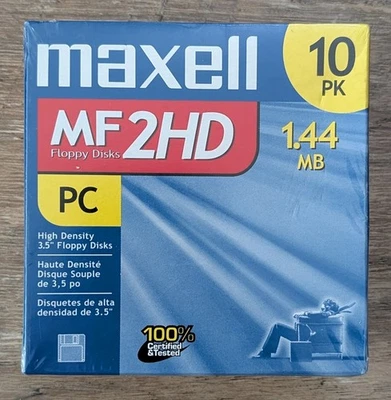 maxell
10
PK
MF 2HD
Floppy Disks
1.44
MB
PC
High Density
3.5" Floppy Disks
Haute Densité
Disque Souple
de 3,5 po
Disquetes de alta
densidad de 3.5"
100%
Certified
&Tested